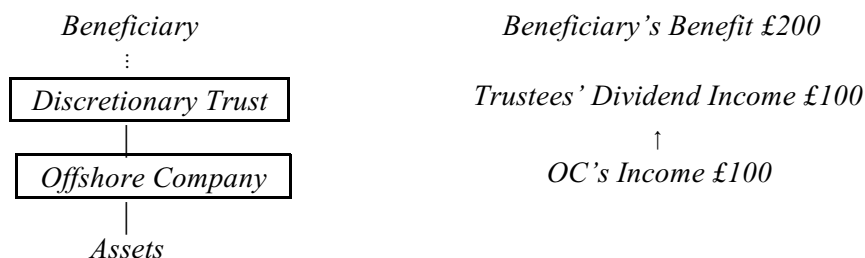 Beneficiary
Beneficiary’s Benefit £200
Discretionary Trust
Trustees’ Dividend Income £100
↑
Offshore Company
OC’s Income £100
Assets